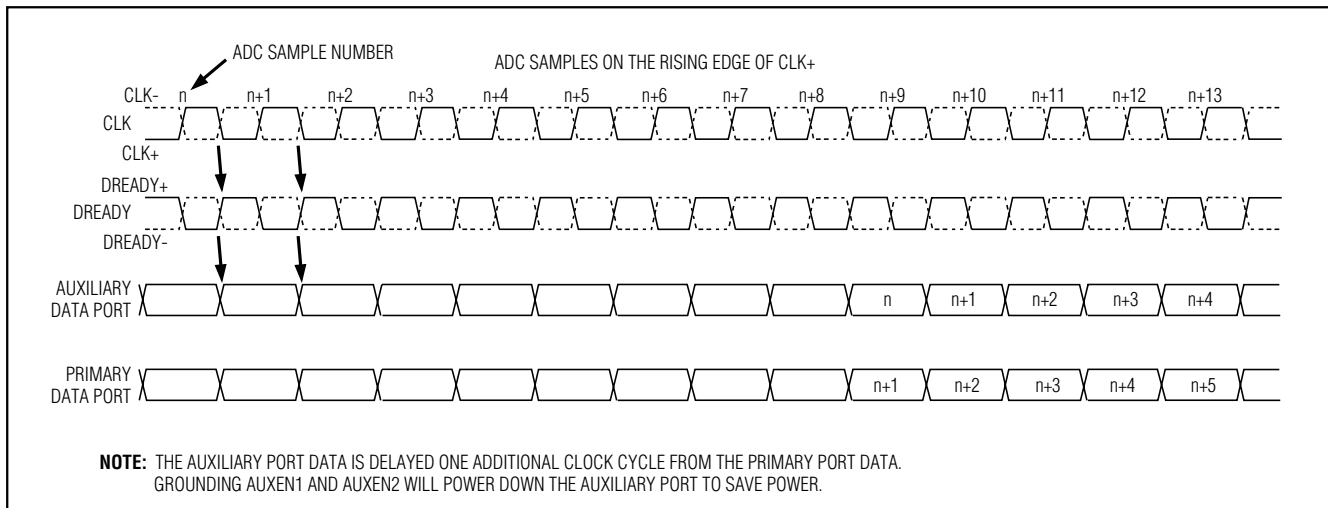 ADC SAMPLE NUMBER
ADC SAMPLES ON THE RISING EDGE OF CLK+
CLK- n n+1 n+2 n+3 n+4 n+5 n+6 n+7 n+8 n+9 n+10 n+11 n+12 n+13
CLK
CLK+
DREADY+
DREADY
DREADY-
AUXILIARY
DATA PORT n n+1 n+2 n+3 n+4
PRIMARY
DATA PORT n+1 n+2 n+3 n+4 n+5
NOTE: THE AUXILIARY PORT DATA IS DELAYED ONE ADDITIONAL CLOCK CYCLE FROM THE PRIMARY PORT DATA.
GROUNDING AUXEN1 AND AUXEN2 WILL POWER DOWN THE AUXILIARY PORT TO SAVE POWER.